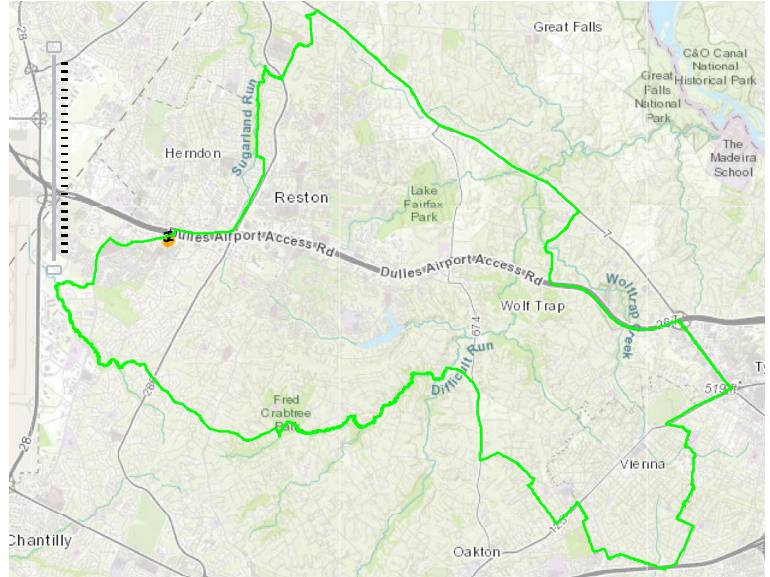 28
Great Falls
C&O Canal
National
Historical Park
Great
Falls
National
Park
The
Madeira
School
Sugarland Run
Herndon
Reston
Lake
Fairfax
Park
7
Dulles Airport Access Rd
Dulles Airport Access Rd
Wolf Trap
Wolftrap Creek
267
674
Difficult Run
519 ft
Fred
Crabtree
Park
28
Vienna
123
Oakton
Chantilly